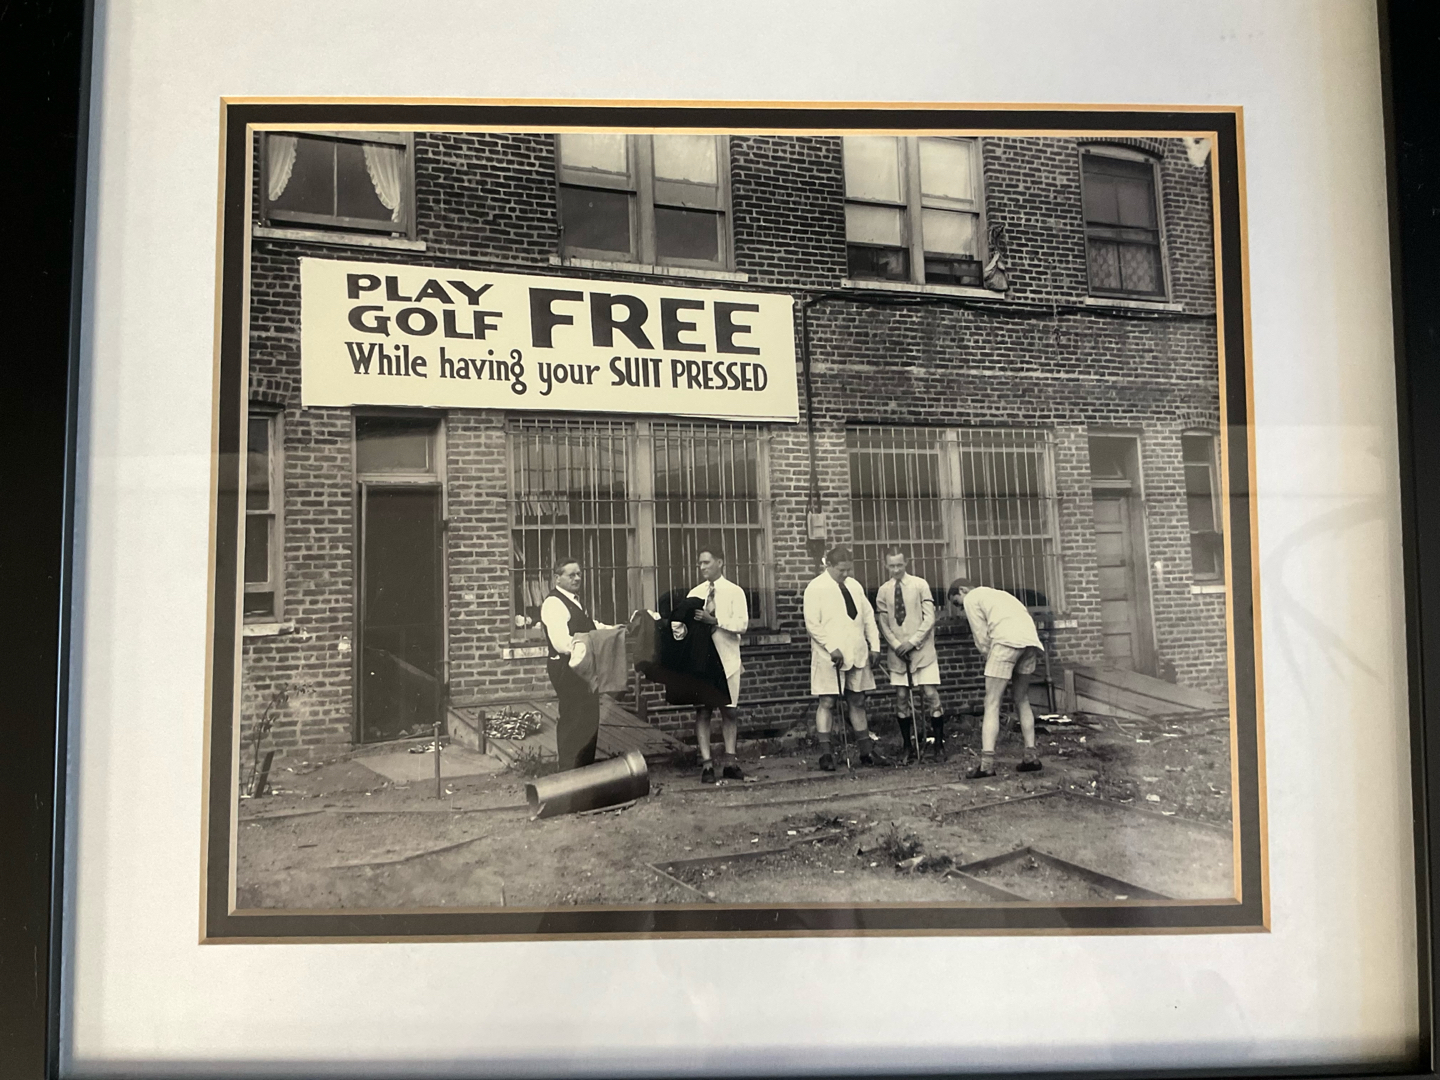 PLAY
GOLF FREE
While having your SUIT PRESSED